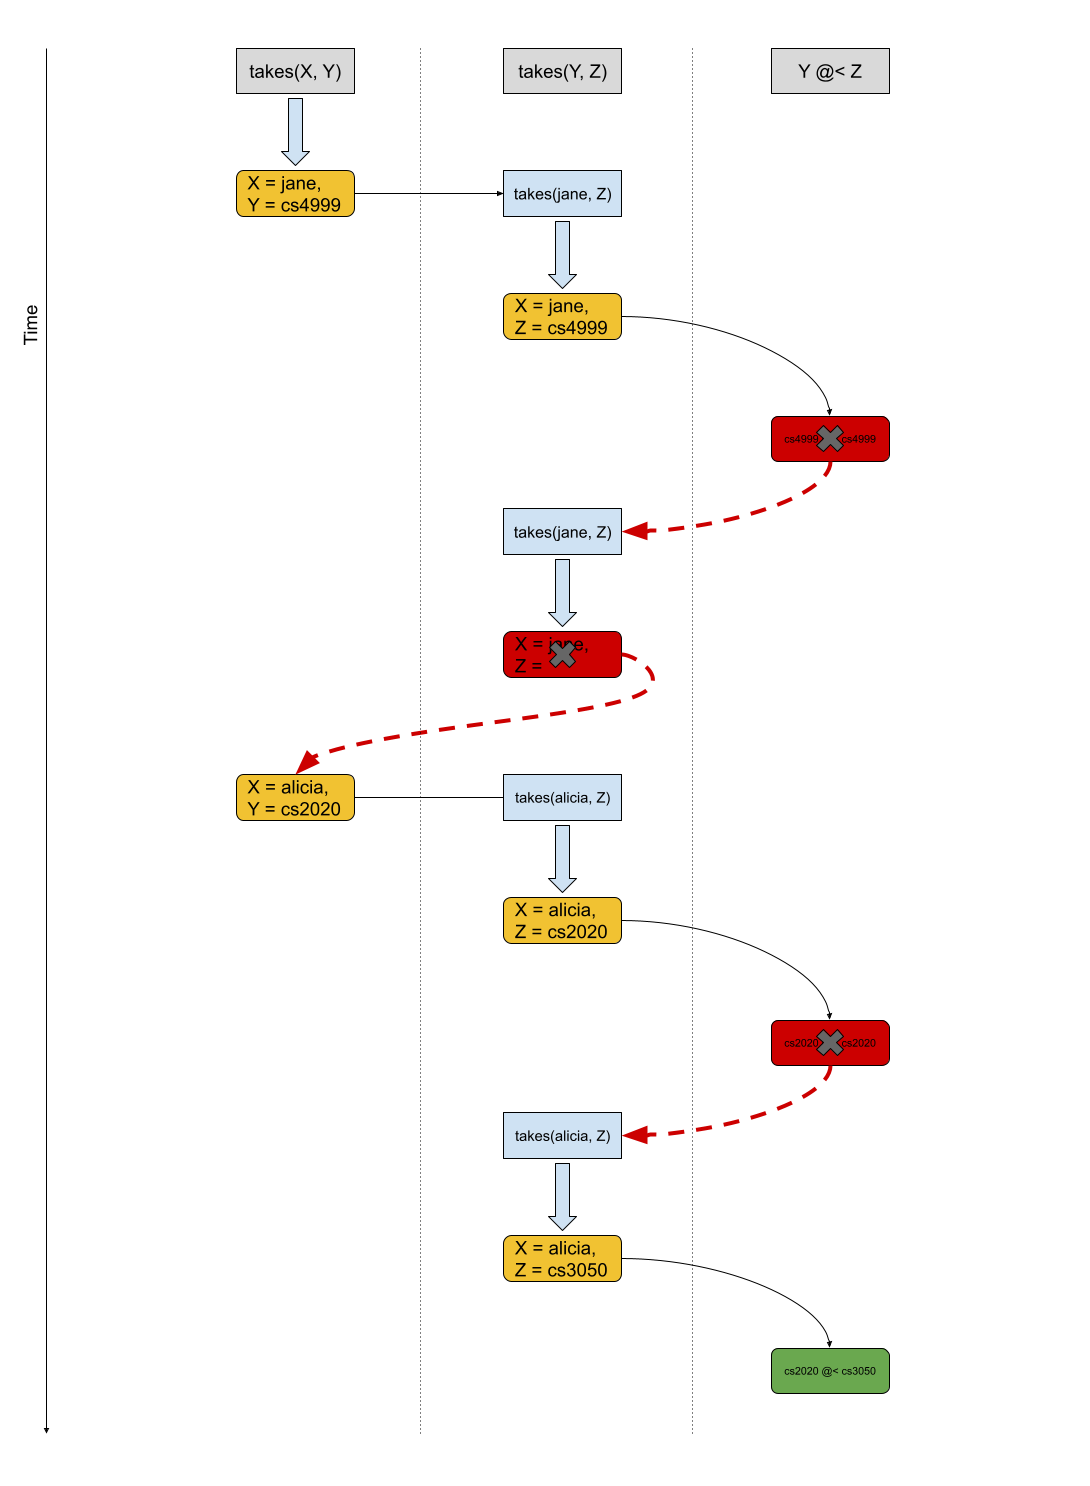 takes(X, Y)
takes(Y, Z)
Y @< Z
X = jane,
Y = cs4999
takes(jane, Z)
Time
X = jane,
Z = cs4999
cs4999 cs4999
takes(jane, Z)
X = jane,
Z =
X = alicia,
Y = cs2020
takes(alicia, Z)
X = alicia,
Z = cs2020
cs2020 cs2020
takes(alicia, Z)
X = alicia,
Z = cs3050
cs2020 @< cs3050